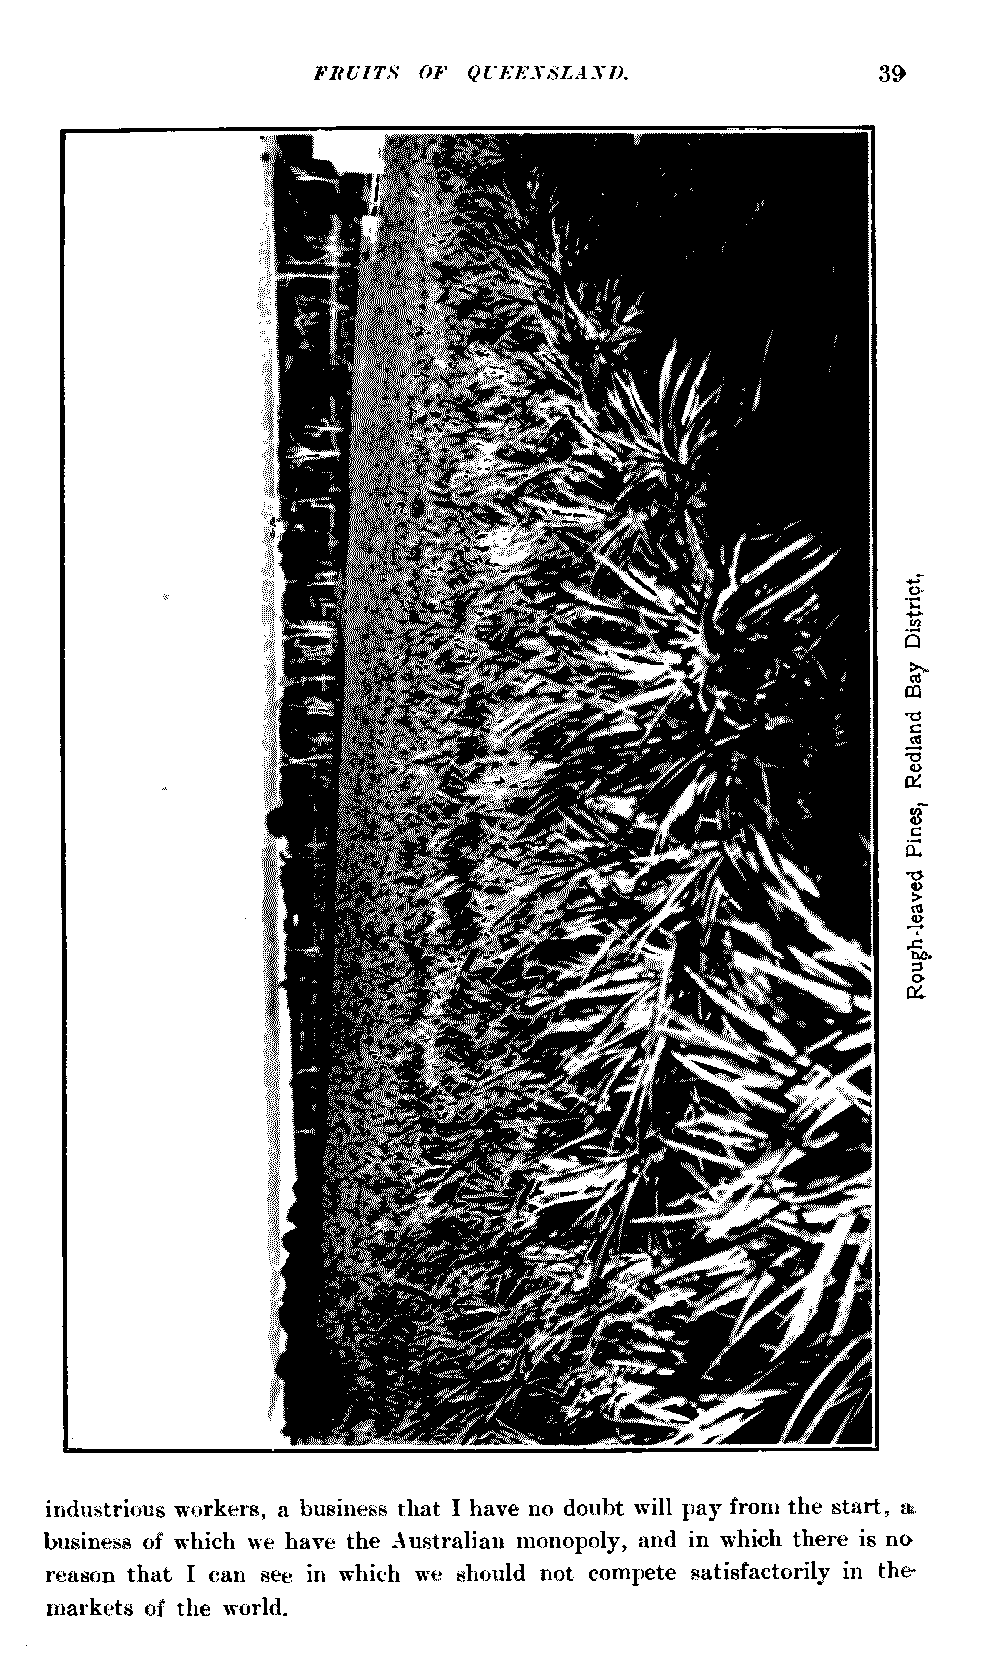 FRUITS OF QUEENSLAND. 39
Rough-leaved Pines, Redland Bay District,
industrious workers, a business that I have no doubt will pay from the start, a
business of which we have the Australian monopoly, and in which there is no
reason that I can see in which we should not compete satisfactorily in the
markets of the world.